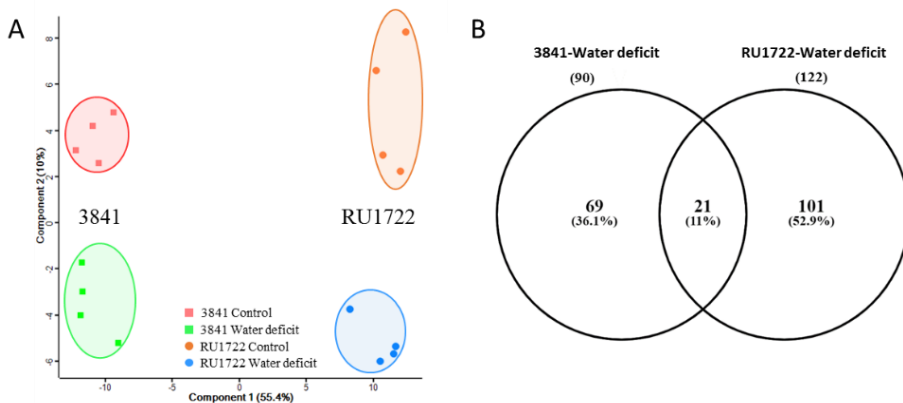 A
Component 2 (10%)
8
6
4
2
0
-2
-4
-6
3841
RU1722
3841 Control
3841 Water deficit
RU1722 Control
RU1722 Water deficit
-10
-5
0
5
10
Component 1 (55.4%)
B
3841-Water deficit
(90)
RU1722-Water deficit
(122)
69
(36.1%)
21
(11%)
101
(52.9%)